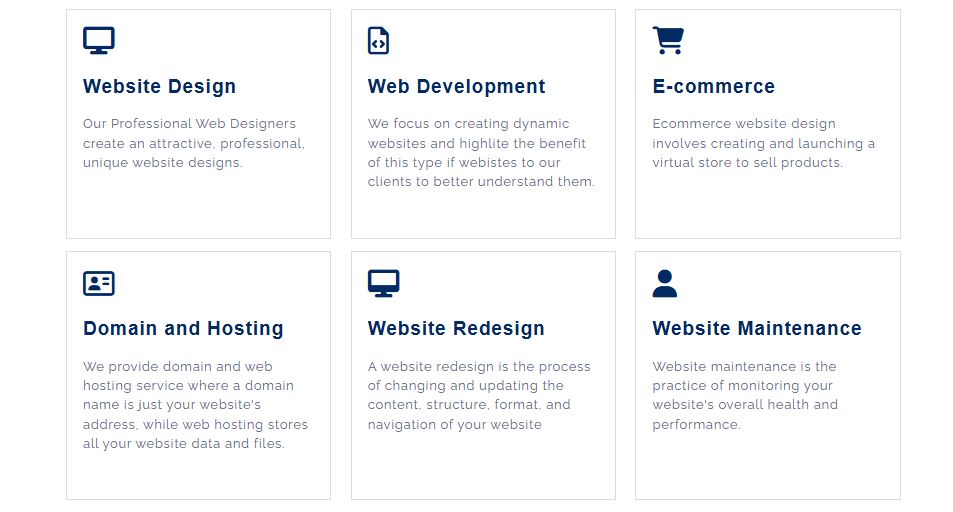 Website Design
Our Professional Web Designers
create an attractive, professional,
unique website designs.
Web Development
We focus on creating dynamic
websites and highlite the benefit
of this type if webistes to our
clients to better understand them.
E-commerce
Ecommerce website design
involves creating and launching a
virtual store to sell products.
Domain and Hosting
We provide domain and web
hosting service where a domain
name is just your website's
address, while web hosting stores
all your website data and files.
Website Redesign
A website redesign is the process
of changing and updating the
content, structure, format, and
navigation of your website
Website Maintenance
Website maintenance is the
practice of monitoring your
website's overall health and
performance.